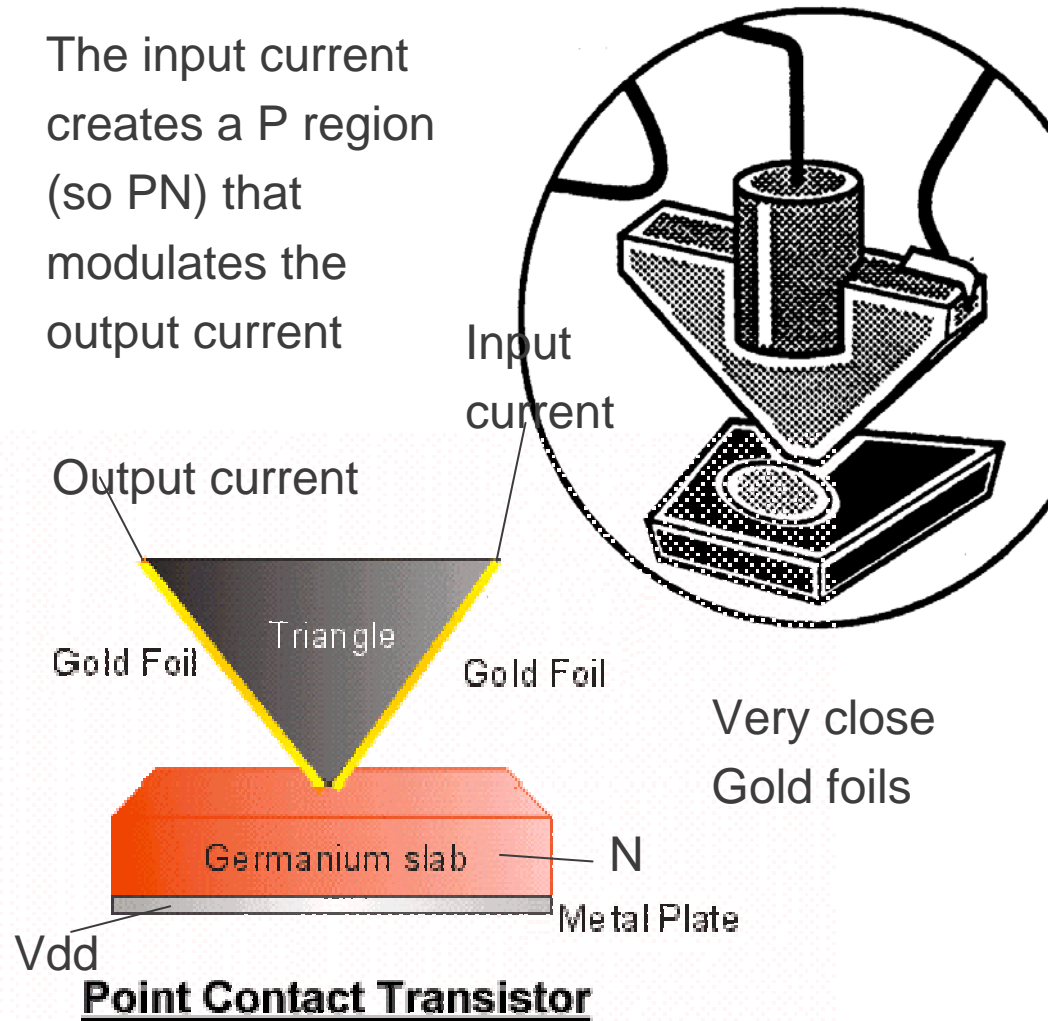 The input current
creates a P region
(so PN) that
modulates the
output current
Input
current
Output current
Triangle
Gold Foil
Gold Foil
Very close
Gold foils
Germanium slab
N
Metal Plate
Vdd
Point Contact Transistor